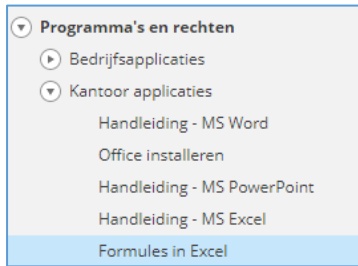 Programma's en rechten
Bedrijfsapplicaties
Kantoor applicaties
Handleiding - MS Word
Office installeren
Handleiding - MS PowerPoint
Handleiding - MS Excel
Formules in Excel